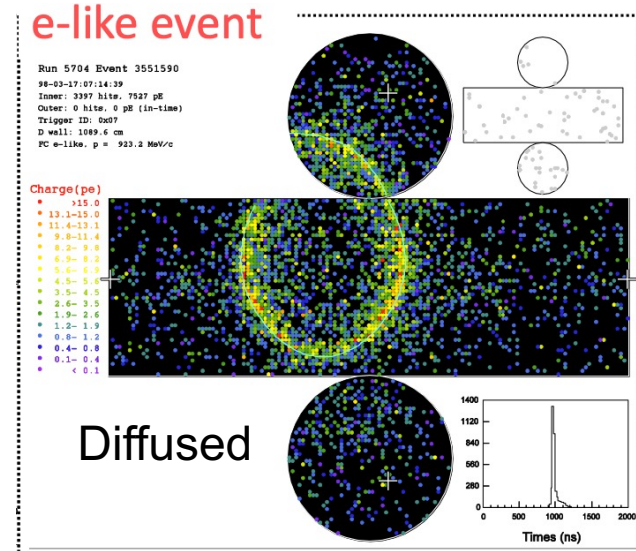 e-like event
Run 5704 Event 3551590
98-03-17:07:14:39
Inner: 3397 hits, 7527 pE
Outer: 0 hits, 0 pE (in-time)
Trigger ID: 0x07
D wall: 1089.6 cm
FC e-like, p = 923.2 MeV/c
Charge(pe)
>15.0
13.1-15.0
11.4-13.1
9.8-11.4
8.2- 9.8
6.9- 8.2
5.6- 6.9
4.5- 5.6
3.5- 4.5
2.6- 3.5
1.9- 2.6
1.2- 1.9
0.8- 1.2
0.4- 0.8
0.1- 0.4
< 0.1
Diffused
1400
1120
840
560
280
0
0 500 1000 1500 2000
Times (ns)